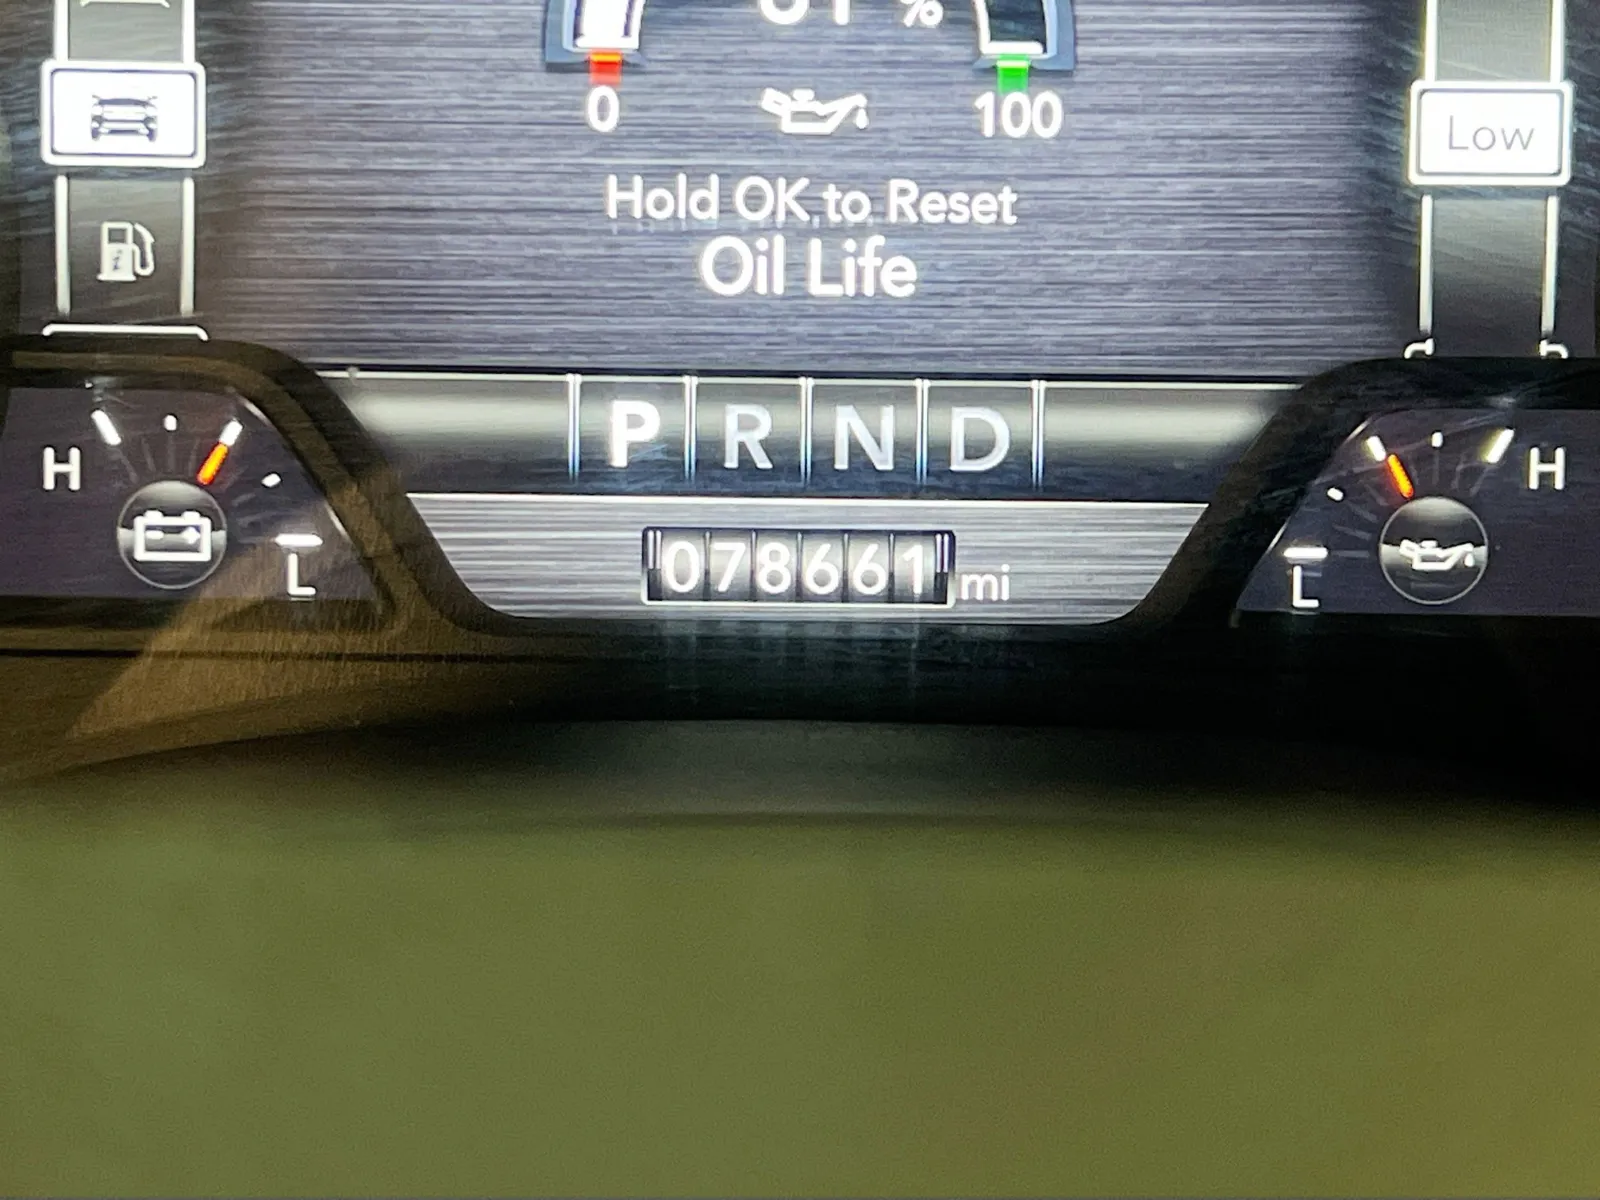 %
0
100
Low
Hold OK to Reset
Oil Life
P R N D
H
H
078661 mi
L
L